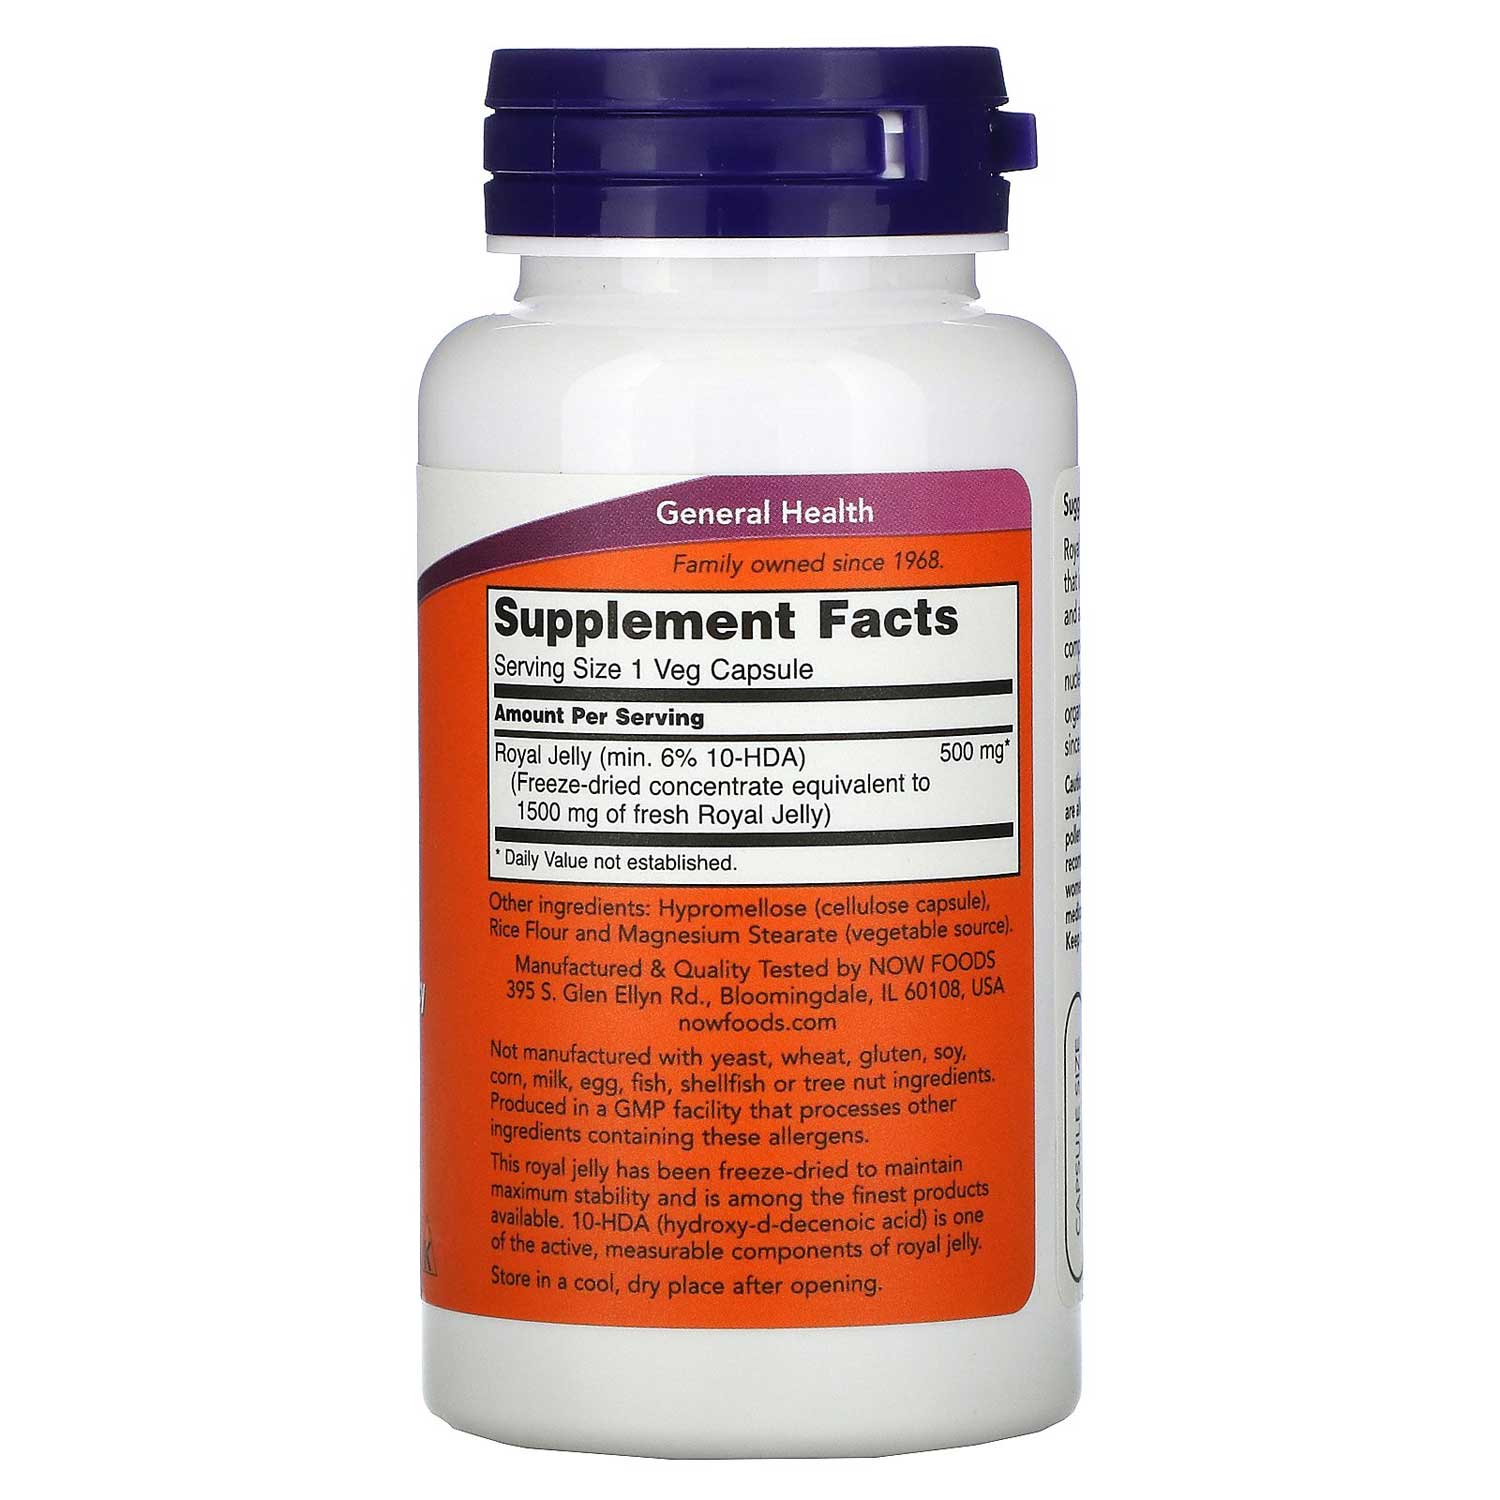 General Health
Family owned since 1968.
Supplement Facts
Serving Size 1 Veg Capsule
Amount Per Serving
Royal Jelly (min. 6% 10-HDA) 500 mg*
(Freeze-dried concentrate equivalent to
1500 mg of fresh Royal Jelly)
* Daily Value not established.
Other ingredients: Hypromellose (cellulose capsule),
Rice Flour and Magnesium Stearate (vegetable source).
Manufactured & Quality Tested by NOW FOODS
395 S. Glen Ellyn Rd., Bloomingdale, IL 60108, USA
nowfoods.com
Not manufactured with yeast, wheat, gluten, soy,
corn, milk, egg, fish, shellfish or tree nut ingredients.
Produced in a GMP facility that processes other
ingredients containing these allergens.
This royal jelly has been freeze-dried to maintain
maximum stability and is among the finest products
available. 10-HDA (hydroxy-d-decenoic acid) is one
of the active, measurable components of royal jelly.
Store in a cool, dry place after opening.
that
since
Keep
CAPSULE SIZE